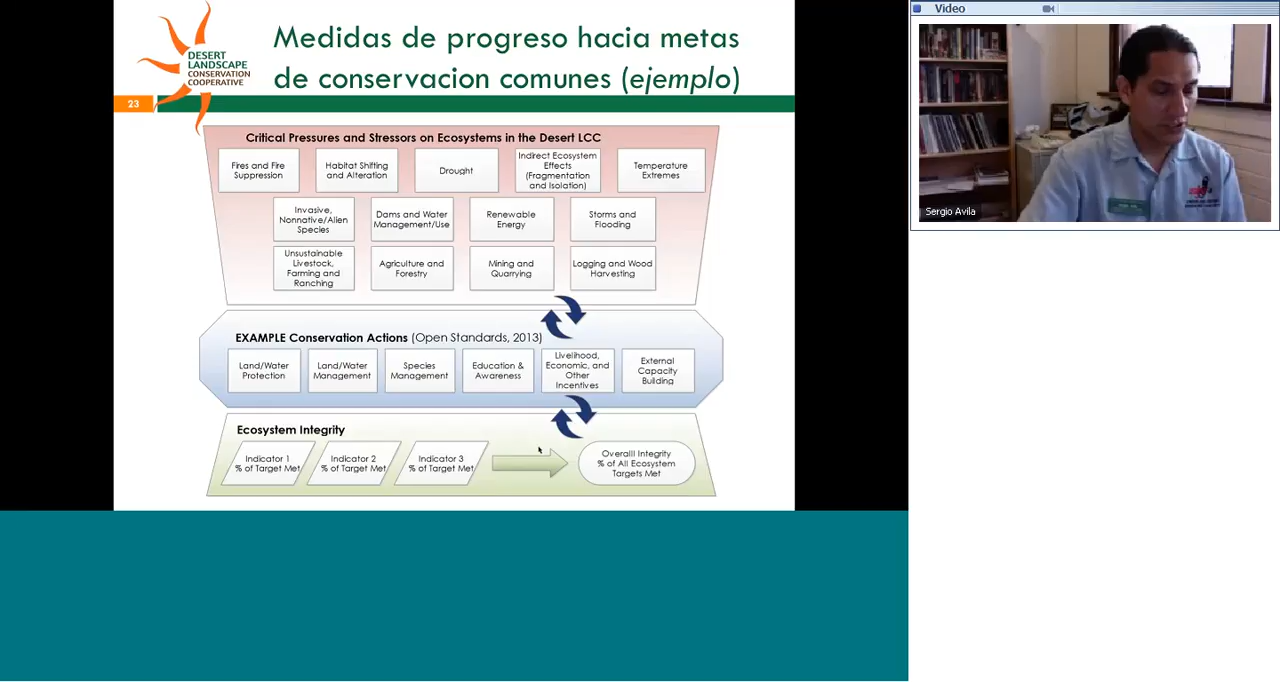 Medidas de progreso hacia metas
de conservacion comunes (ejemplo)
DESERT
LANDSCAPE
CONSERVATION
COOPERATIVE
23
Critical Pressures and Stressors on Ecosystems in the Desert LCC
Fires and Fire
Suppression
Habitat Shifting
and Alteration
Drought
Indirect Ecosystem
Effects
(Fragmentation
and Isolation)
Temperature
Extremes
Invasive,
Nonnative/Alien
Species
Dams and Water
Management/Use
Renewable
Energy
Storms and
Flooding
Unsustainable
Livestock,
Farming and
Ranching
Agriculture and
Forestry
Mining and
Quarrying
Logging and Wood
Harvesting
EXAMPLE Conservation Actions (Open Standards, 2013)
Land/Water
Protection
Land/Water
Management
Species
Management
Education &
Awareness
Livelihood,
Economic, and
Other
Incentives
External
Capacity
Building
Ecosystem Integrity
Indicator 1
% of Target Met
Indicator 2
% of Target Met
Indicator 3
% of Target Met
Overalll Integrity
% of All Ecosystem
Targets Met
Video
Sergio Avila